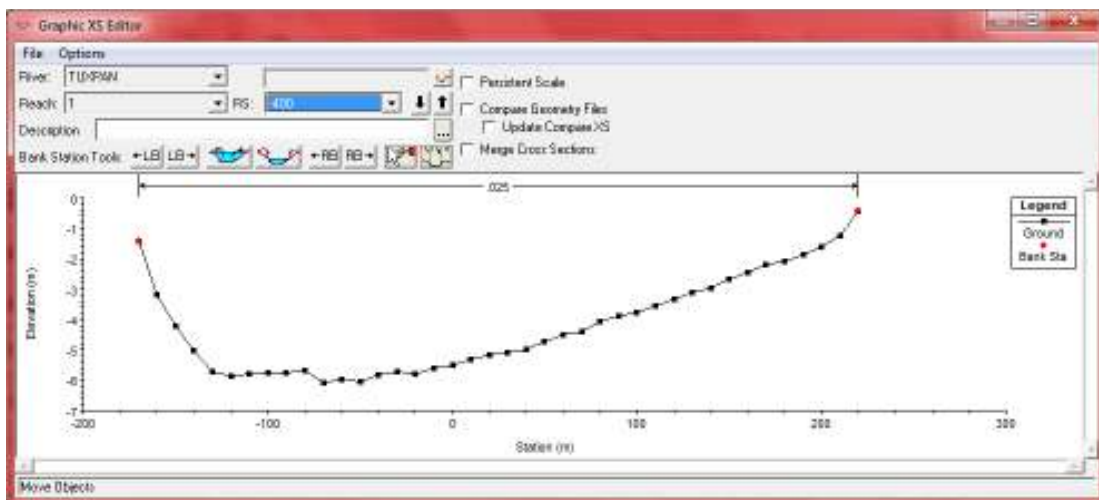 Graphic XS Editor
File Options
River: TUXPAN
Persistent Scale
Reach: 1 RS: 400
Compare Geometry Files
Description ...
Update Compare XS
Bank Station Tools: LB LB RB RB
Merge Cross Sections
.025
0
-1
-2
-3
-4
-5
-6
-7
Elevation (m)
-200 -100 0 100 200 300
Station (m)
Legend
Ground
Bank Sta
Move Objects